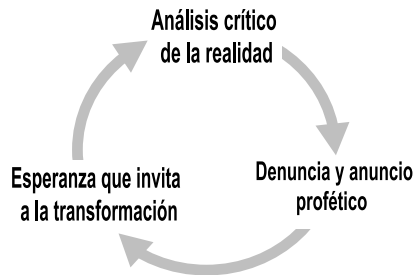 Análisis crítico
de la realidad
Denuncia y anuncio
profético
Esperanza que invita
a la transformación